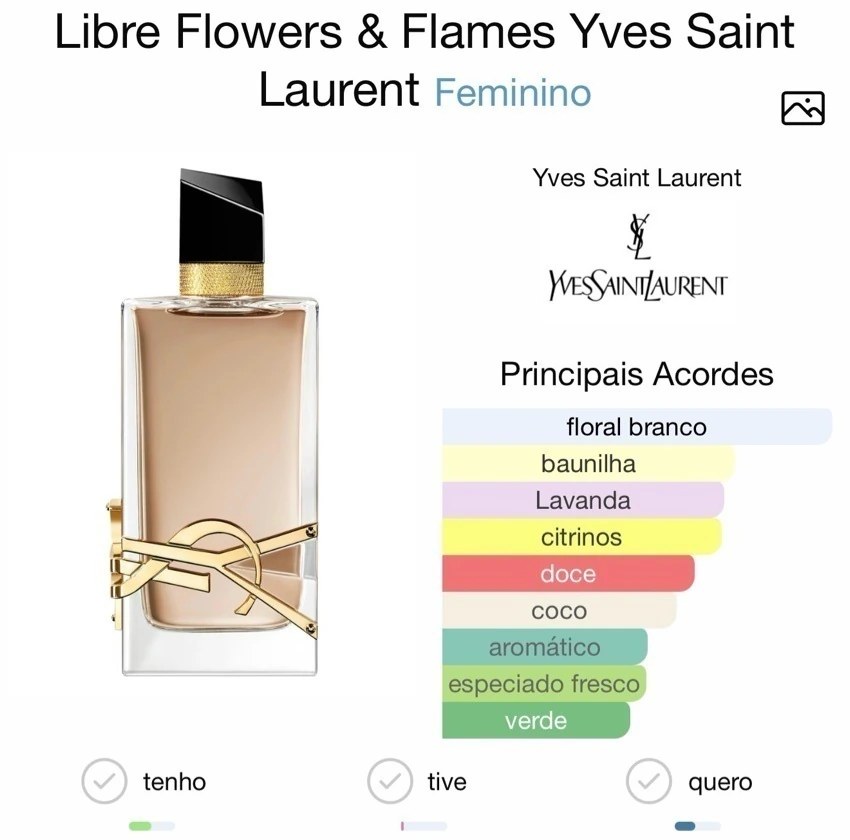 Libre Flowers & Flames Yves Saint
Laurent Feminino
Yves Saint Laurent
YSL
YVESSAINTLAURENT
Principais Acordes
floral branco
baunilha
Lavanda
citrinos
doce
coco
aromático
especiado fresco
verde
tenho
tive
quero